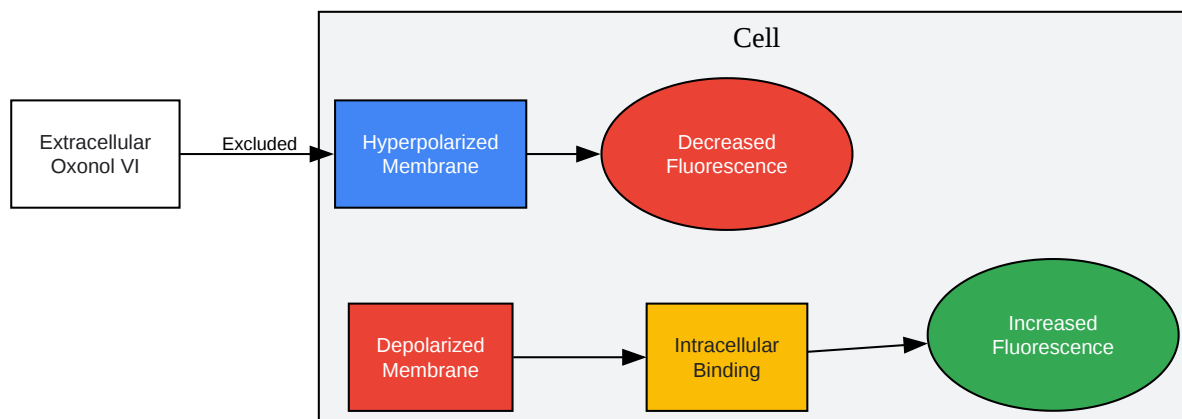 Cell
Extracellular
Oxonol VI
Excluded
Hyperpolarized
Membrane
Decreased
Fluorescence
Depolarized
Membrane
Intracellular
Binding
Increased
Fluorescence